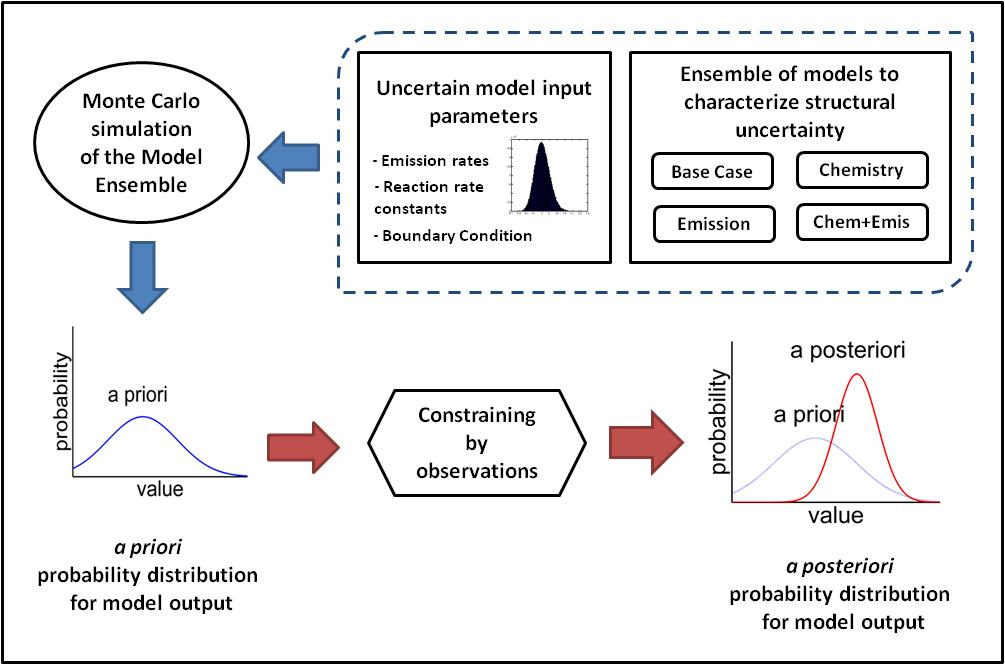 Monte Carlo
simulation
of the Model
Ensemble
Uncertain model input
parameters
- Emission rates
- Reaction rate
constants
- Boundary Condition
Ensemble of models to
characterize structural
uncertainty
Base Case
Chemistry
Emission
Chem+Emis
probability
a priori
value
a priori
probability distribution
for model output
Constraining
by
observations
probability
a posteriori
a priori
value
a posteriori
probability distribution
for model output